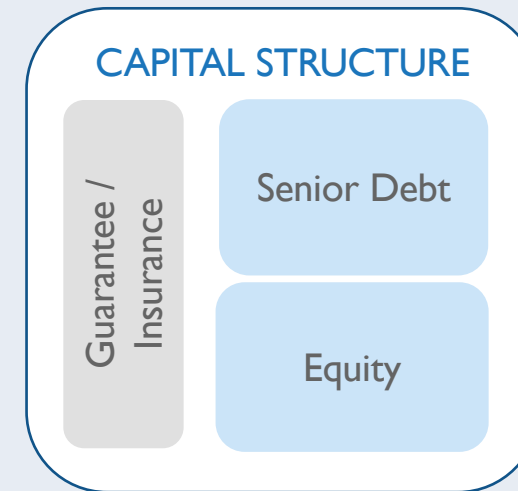 CAPITAL STRUCTURE
Guarantee /
Insurance
Senior Debt
Equity